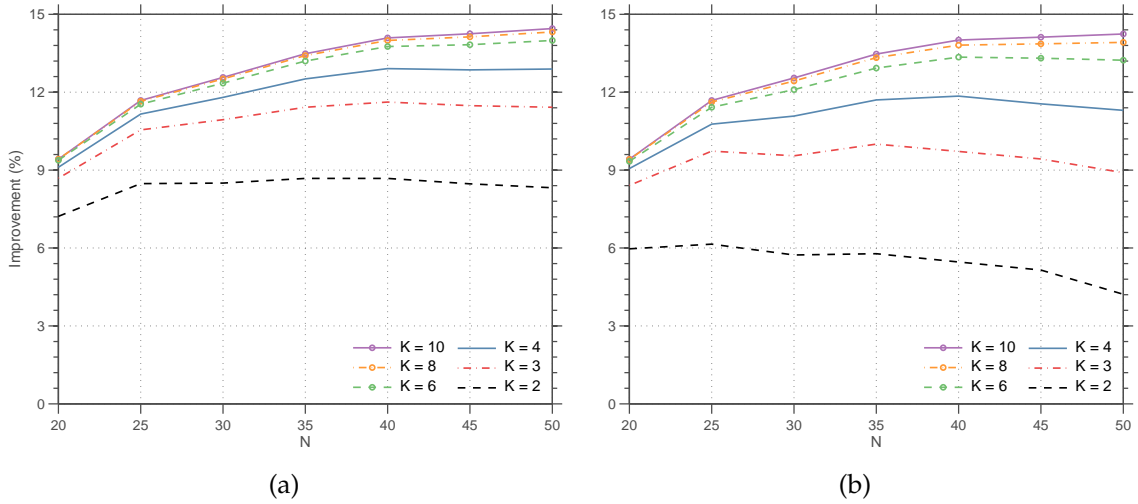 15
12
9
6
3
0
Improvement (%)
K = 10 K = 4
K = 8 K = 3
K = 6 K = 2
20 25 30 35 40 45 50
N
(a)
15
12
9
6
3
0
K = 10 K = 4
K = 8 K = 3
K = 6 K = 2
20 25 30 35 40 45 50
N
(b)